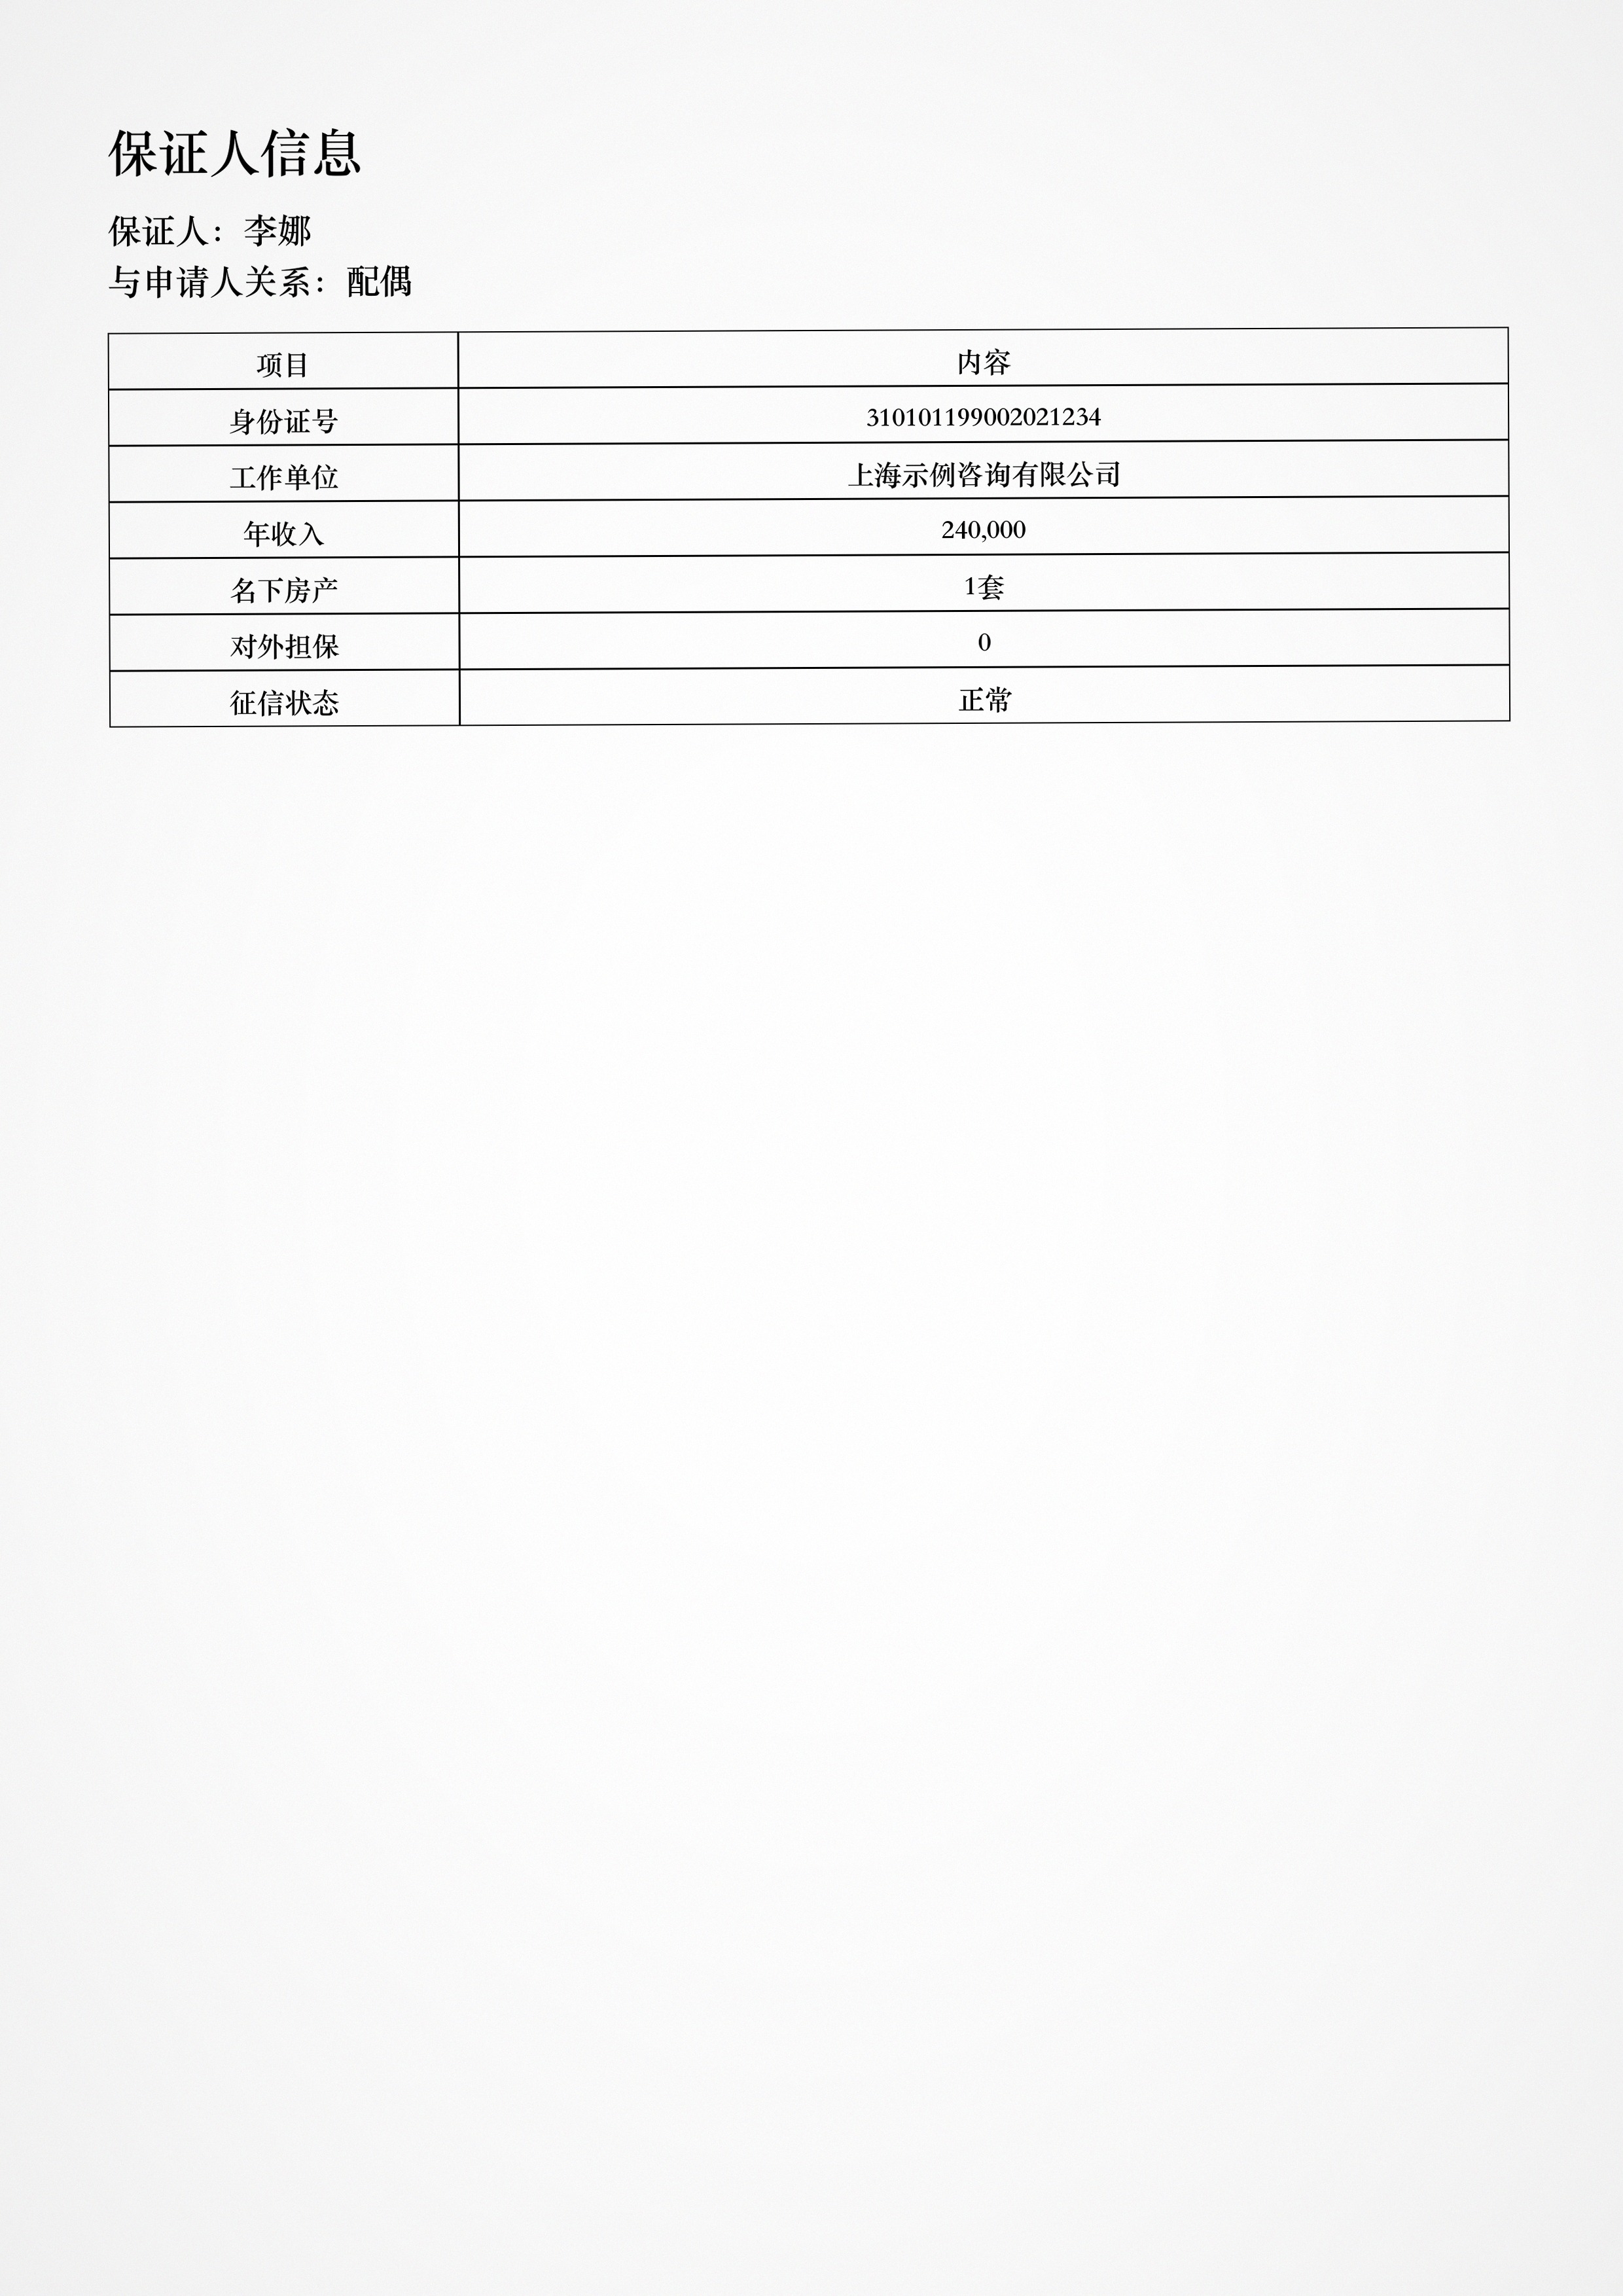 保证人信息
保证人：李娜
与申请人关系：配偶
项目 内容
身份证号 310101199002021234
工作单位 上海示例咨询有限公司
年收入 240,000
名下房产 1套
对外担保 0
征信状态 正常